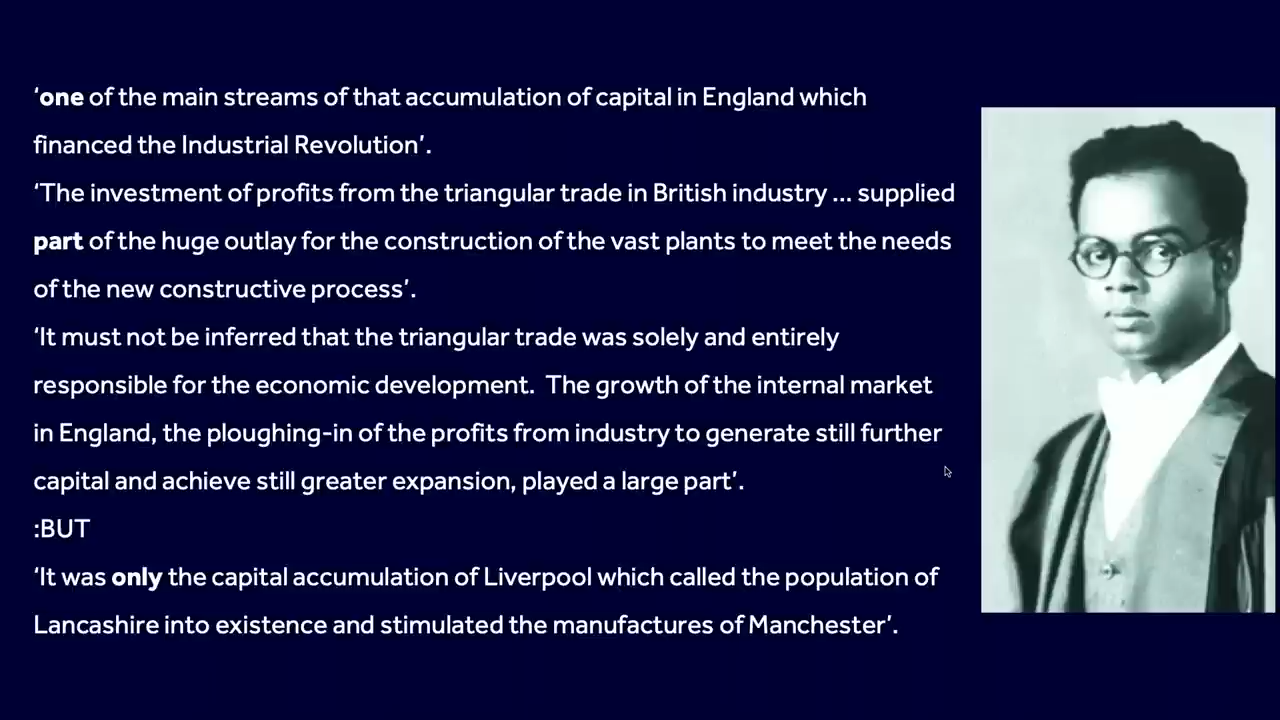 ‘one of the main streams of that accumulation of capital in England which
financed the Industrial Revolution’.
‘The investment of profits from the triangular trade in British industry ... supplied
part of the huge outlay for the construction of the vast plants to meet the needs
of the new constructive process’.
‘It must not be inferred that the triangular trade was solely and entirely
responsible for the economic development.  The growth of the internal market
in England, the ploughing-in of the profits from industry to generate still further
capital and achieve still greater expansion, played a large part’.
:BUT
‘It was only the capital accumulation of Liverpool which called the population of
Lancashire into existence and stimulated the manufactures of Manchester’.